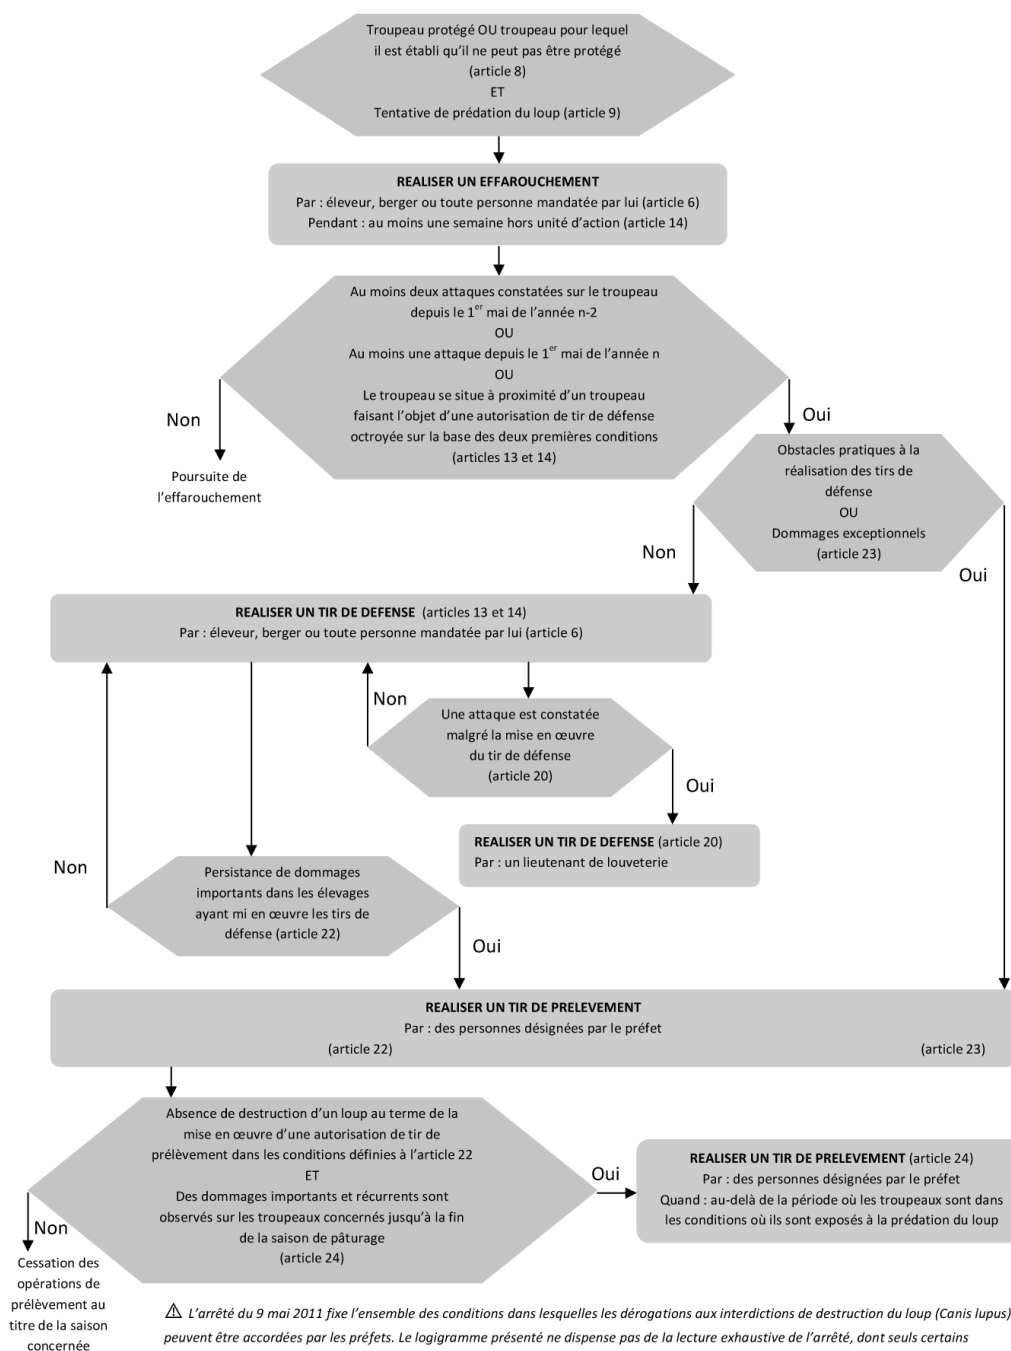 Troupeau protégé OU troupeau pour lequel
il est établi qu’il ne peut pas être protégé
(article 8)
ET
Tentative de prédation du loup (article 9)
REALISER UN EFFAROUCHEMENT
Par : éleveur, berger ou toute personne mandatée par lui (article 6)
Pendant : au moins une semaine hors unité d’action (article 14)
Au moins deux attaques constatées sur le troupeau
depuis le 1er mai de l’année n-2
OU
Au moins une attaque depuis le 1er mai de l’année n
OU
Le troupeau se situe à proximité d’un troupeau
faisant l’objet d’une autorisation de tir de défense
octroyée sur la base des deux premières conditions
(articles 13 et 14)
Non
Oui
Poursuite de
l’effarouchement
Obstacles pratiques à la
réalisation des tirs de
défense
OU
Dommages exceptionnels
(article 23)
Non
Oui
REALISER UN TIR DE DEFENSE (articles 13 et 14)
Par : éleveur, berger ou toute personne mandatée par lui (article 6)
Non
Une attaque est constatée
malgré la mise en œuvre
du tir de défense
(article 20)
Oui
REALISER UN TIR DE DEFENSE (article 20)
Par : un lieutenant de louveterie
Non
Persistance de dommages
importants dans les élevages
ayant mi en œuvre les tirs de
défense (article 22)
Oui
REALISER UN TIR DE PRELEVEMENT
Par : des personnes désignées par le préfet
(article 22) (article 23)
Absence de destruction d’un loup au terme de la
mise en œuvre d’une autorisation de tir de
prélèvement dans les conditions définies à l’article 22
ET
Des dommages importants et récurrents sont
observés sur les troupeaux concernés jusqu’à la fin
de la saison de pâturage
(article 24)
Oui
REALISER UN TIR DE PRELEVEMENT (article 24)
Par : des personnes désignées par le préfet
Quand : au-delà de la période où les troupeaux sont dans
les conditions où ils sont exposés à la prédation du loup
Non
Cessation des
opérations de
prélèvement au
titre de la saison
concernée
⚠ L’arrêté du 9 mai 2011 fixe l’ensemble des conditions dans lesquelles les dérogations aux interdictions de destruction du loup (Canis lupus)
peuvent être accordées par les préfets. Le logigramme présenté ne dispense pas de la lecture exhaustive de l’arrêté, dont seuls certains